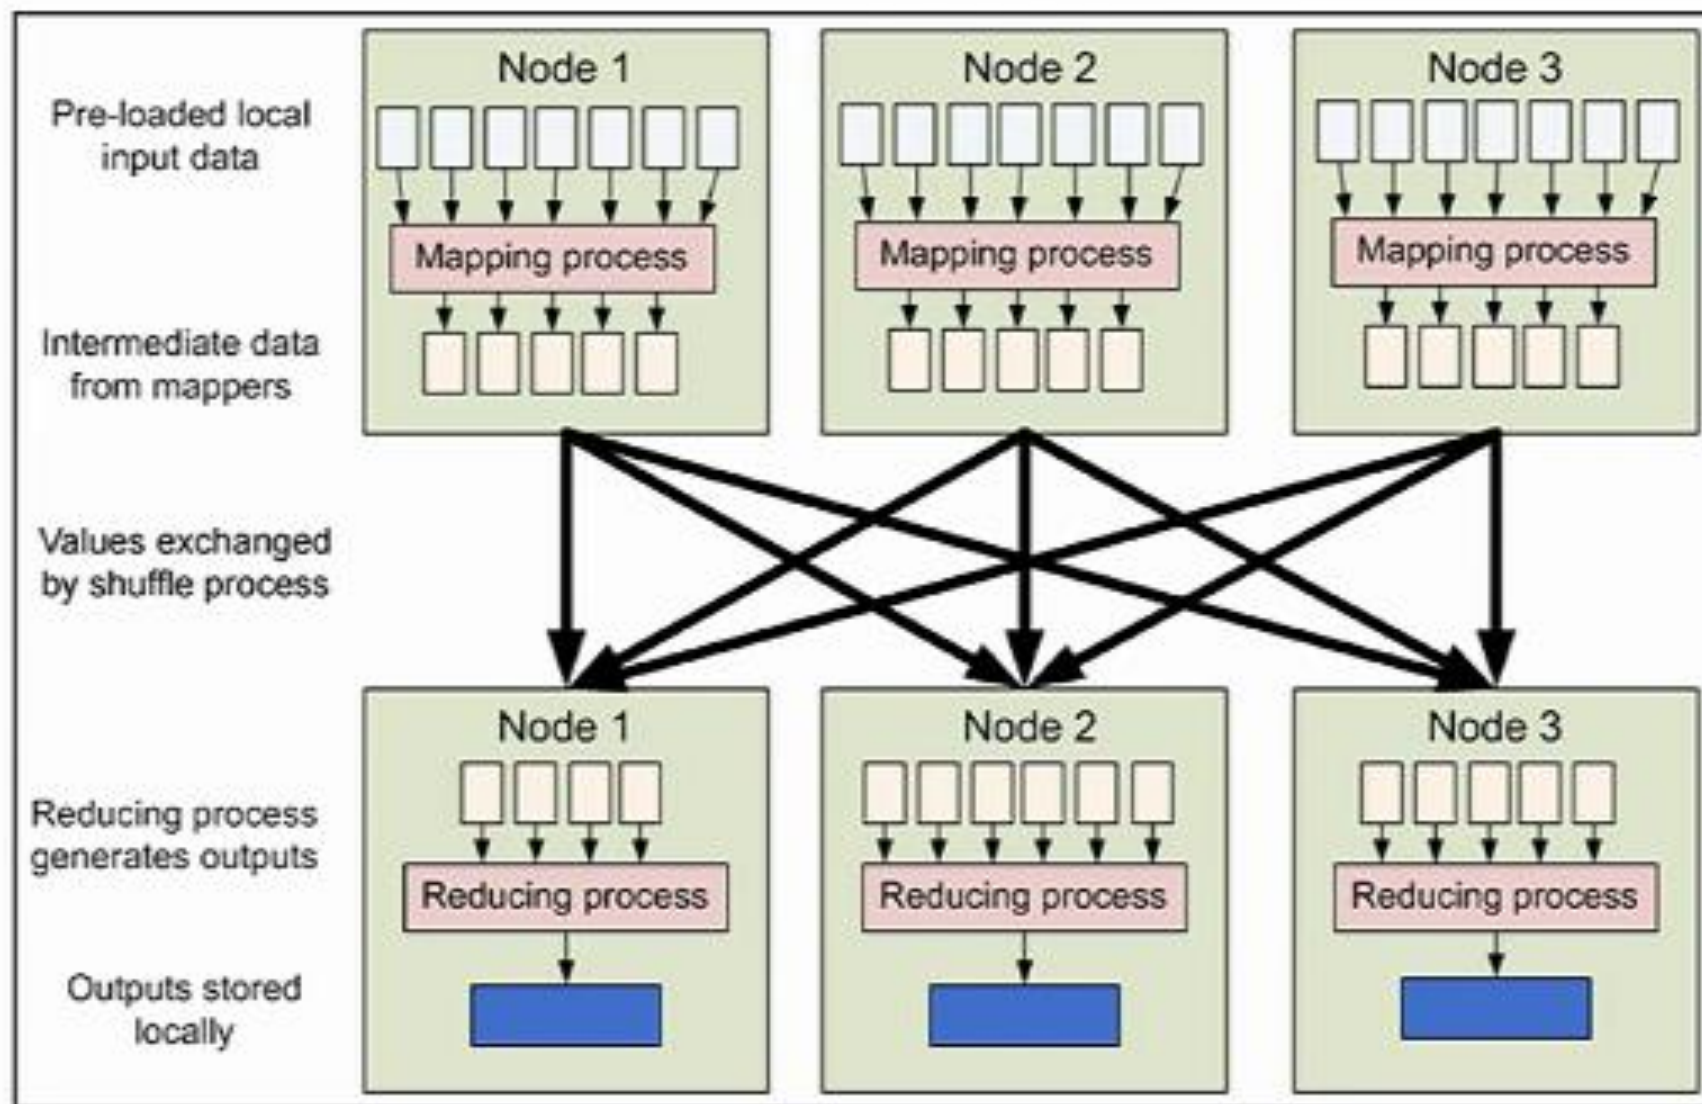 Node 1
Node 2
Node 3
Pre-loaded local
input data
Mapping process
Mapping process
Mapping process
Intermediate data
from mappers
Values exchanged
by shuffle process
Node 1
Node 2
Node 3
Reducing process
generates outputs
Reducing process
Reducing process
Reducing process
Outputs stored
locally